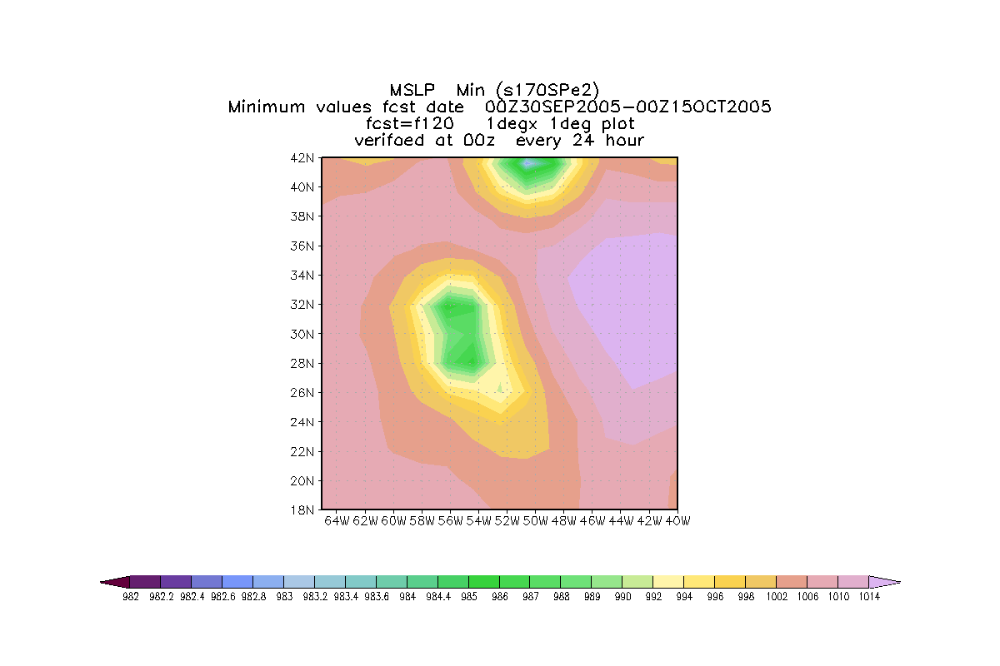 MSLP Min (s170SPe2)
Minimum values fcst date 00Z30SEP2005-00Z15OCT2005
fcst=f120 1degx 1deg plot
verifaed at 00z every 24 hour
42N
40N
38N
36N
34N
32N
30N
28N
26N
24N
22N
20N
18N
64W 62W 60W 58W 56W 54W 52W 50W 48W 46W 44W 42W 40W
982 982.2 982.4 982.6 982.8 983 983.2 983.4 983.6 984 984.4 985 986 987 988 989 990 992 994 996 998 1002 1006 1010 1014